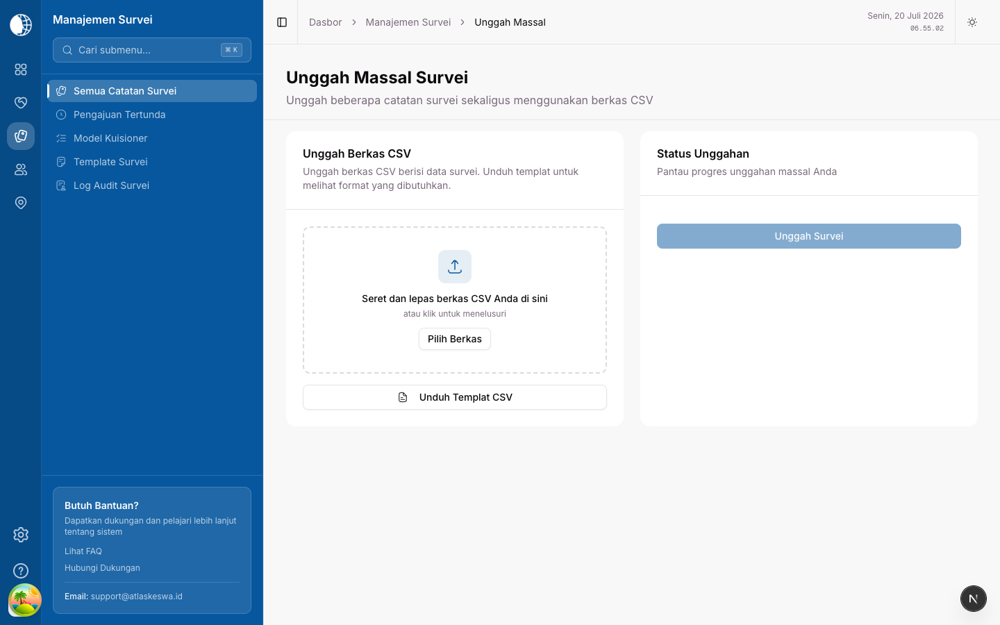 Manajemen Survei
Cari submenu...
⌘ K
Semua Catatan Survei
Pengajuan Tertunda
Model Kuisioner
Template Survei
Log Audit Survei
Butuh Bantuan?
Dapatkan dukungan dan pelajari lebih lanjut
tentang sistem
Lihat FAQ
Hubungi Dukungan
Email: support@atlaskeswa.id
Dasbor > Manajemen Survei > Unggah Massal
Senin, 20 Juli 2026
06.55.02
Unggah Massal Survei
Unggah beberapa catatan survei sekaligus menggunakan berkas CSV
Unggah Berkas CSV
Unggah berkas CSV berisi data survei. Unduh templat untuk
melihat format yang dibutuhkan.
Seret dan lepas berkas CSV Anda di sini
atau klik untuk menelusuri
Pilih Berkas
Unduh Templat CSV
Status Unggahan
Pantau progres unggahan massal Anda
Unggah Survei
N